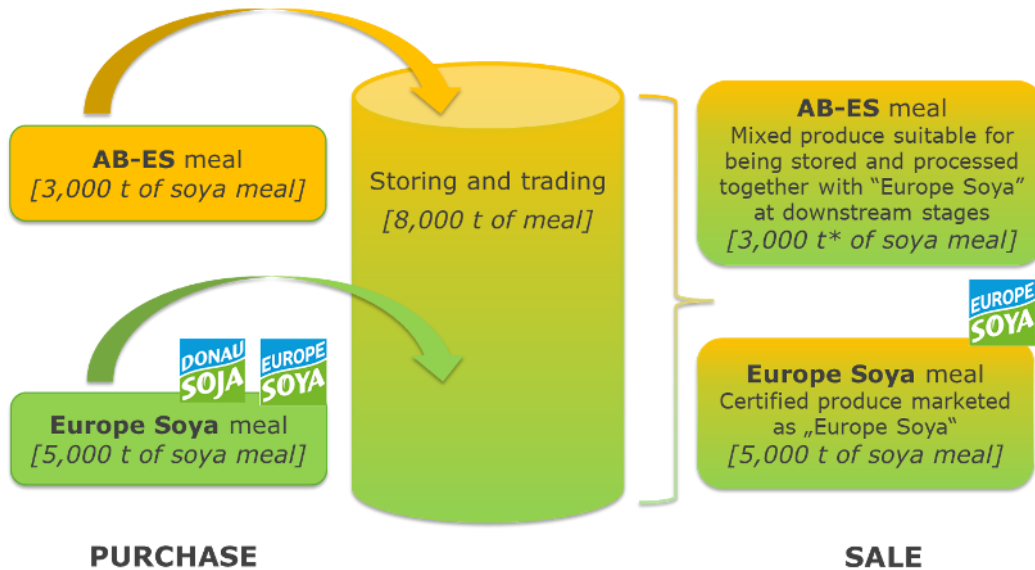 AB-ES meal
[3,000 t of soya meal]
DONAU
SOJA
EUROPE
SOYA
Europe Soya meal
[5,000 t of soya meal]
PURCHASE
Storing and trading
[8,000 t of meal]
AB-ES meal
Mixed produce suitable for
being stored and processed
together with “Europe Soya”
at downstream stages
[3,000 t* of soya meal]
EUROPE
SOYA
Europe Soya meal
Certified produce marketed
as „Europe Soya“
[5,000 t of soya meal]
SALE